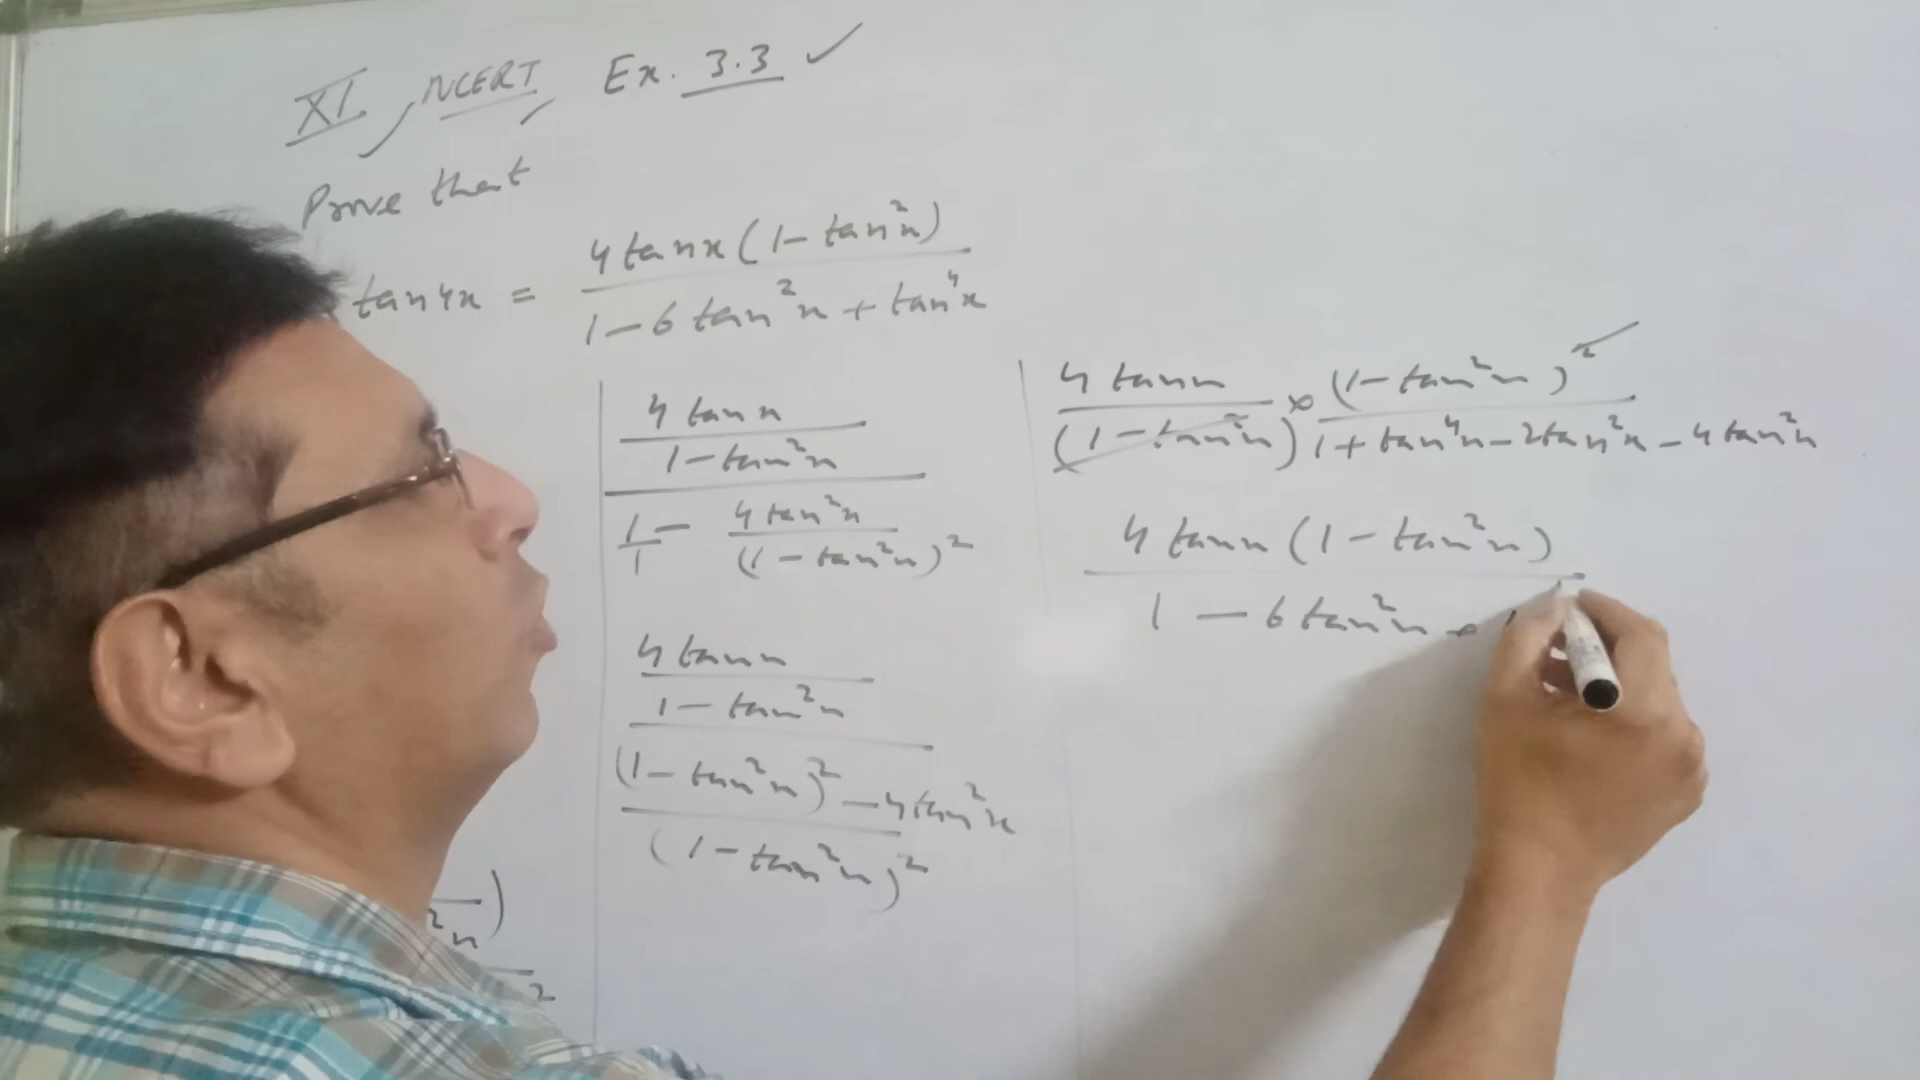 XI, NCERT, Ex. 3.3 ✓
Prove that
tan4x = 4tanx(1-tan²x)
1-6tan²x+tan⁴x
4tanx
1-tan²x
1/1 - 4tan²x
(1-tan²x)²
4tanx
1-tan²x
(1-tan²x)²-4tan²x
(1-tan²x)²
4tanx × (1-tan²x)²
(1-tan²x) 1+tan⁴x-2tan²x-4tan²x
4tanx(1-tan²x)
1-6tan²x+
²x)
2